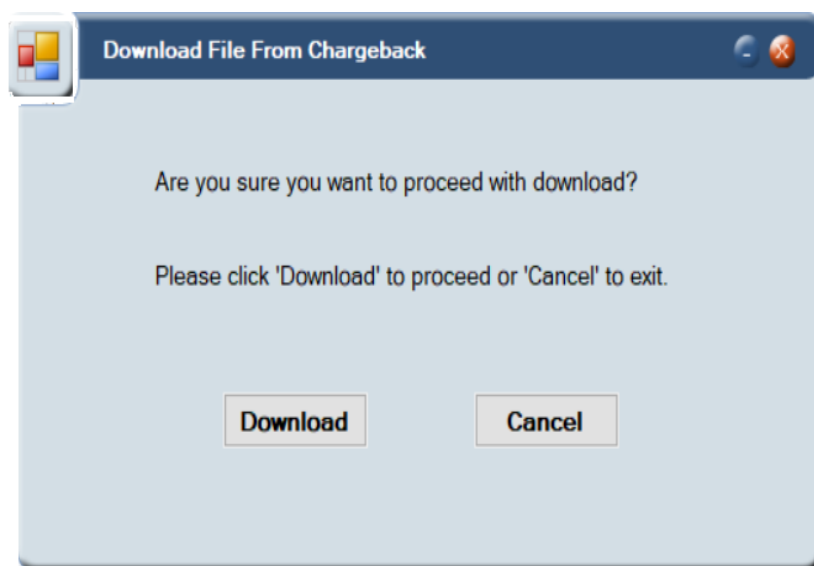 Download File From Chargeback
Are you sure you want to proceed with download?
Please click 'Download' to proceed or 'Cancel' to exit.
Download
Cancel